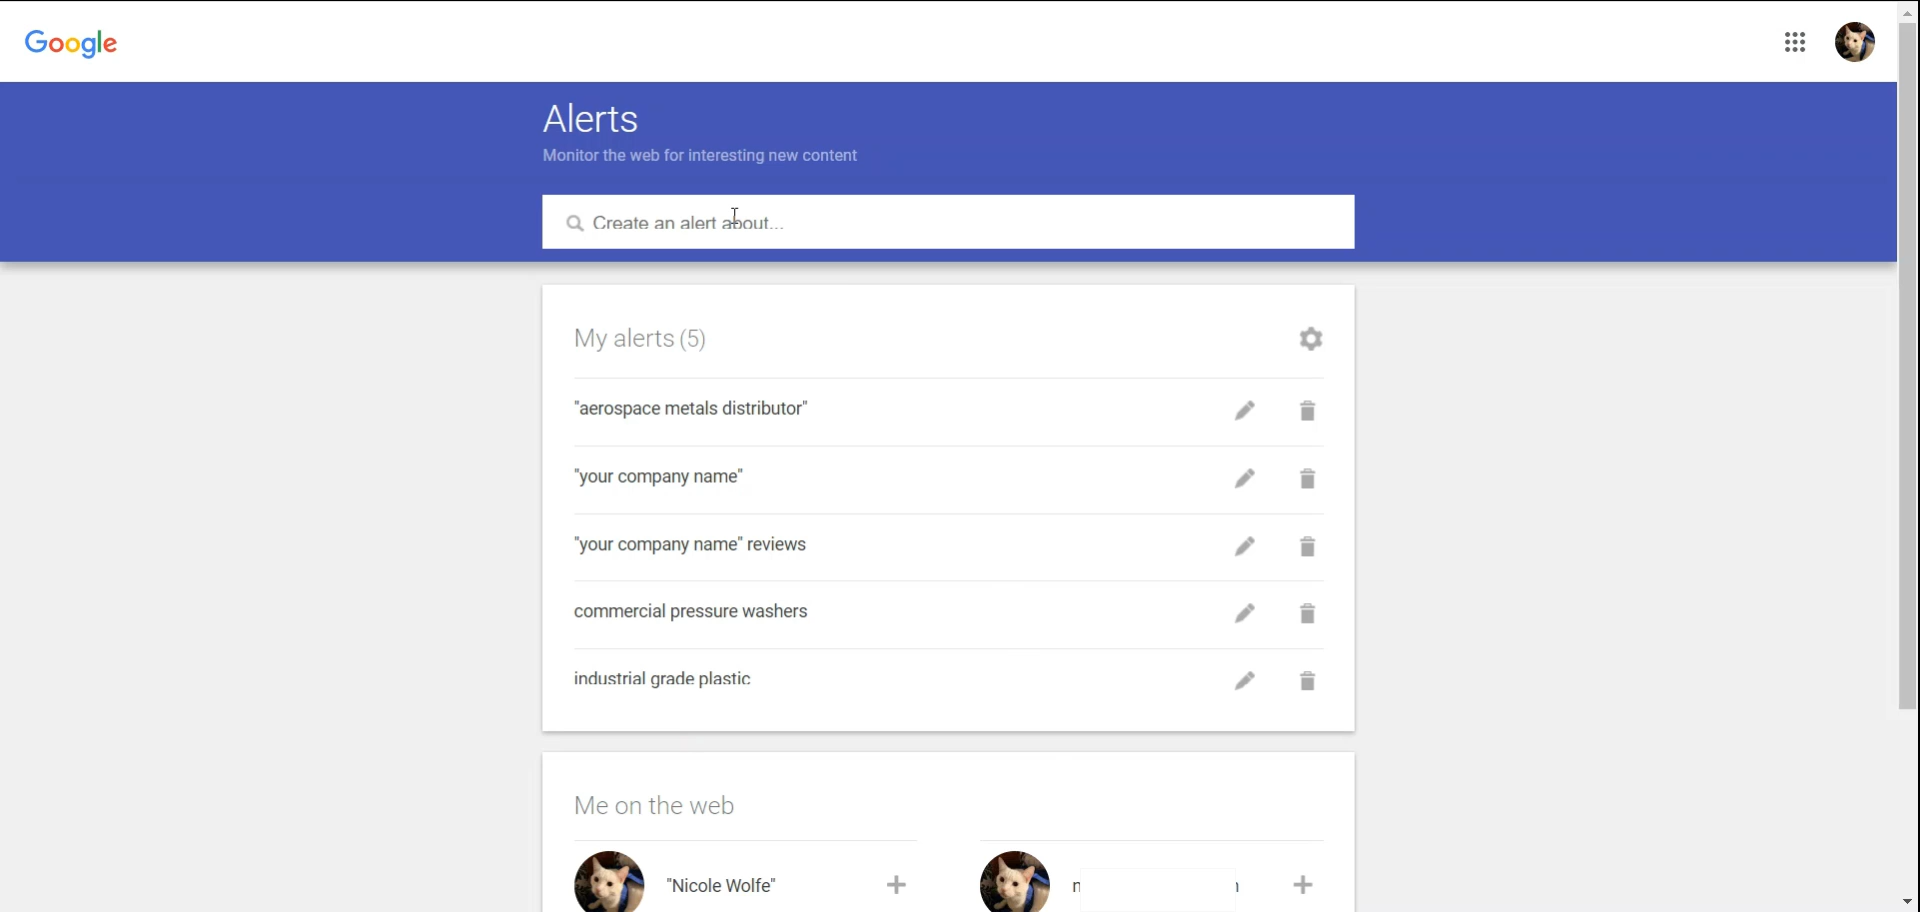 Google
Alerts
Monitor the web for interesting new content
Create an alert about...
My alerts (5)
"aerospace metals distributor"
"your company name"
"your company name" reviews
commercial pressure washers
industrial grade plastic
Me on the web
"Nicole Wolfe"